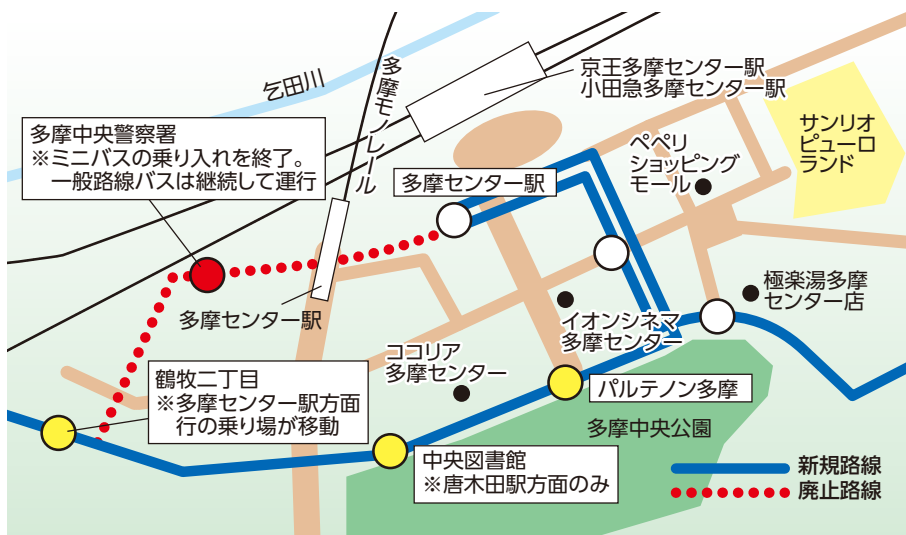 乞田川
多摩モノレール
京王多摩センター駅
小田急多摩センター駅
サンリオ
ピューロ
ランド
多摩中央警察署
※ミニバスの乗り入れを終了。
一般路線バスは継続して運行
ペペリ
ショッピング
モール
多摩センター駅
多摩センター駅
極楽湯多摩
センター店
イオンシネマ
多摩センター
ココリア
多摩センター
鶴牧二丁目
※多摩センター駅方面
行の乗り場が移動
パルテノン多摩
多摩中央公園
中央図書館
※唐木田駅方面のみ
新規路線
廃止路線